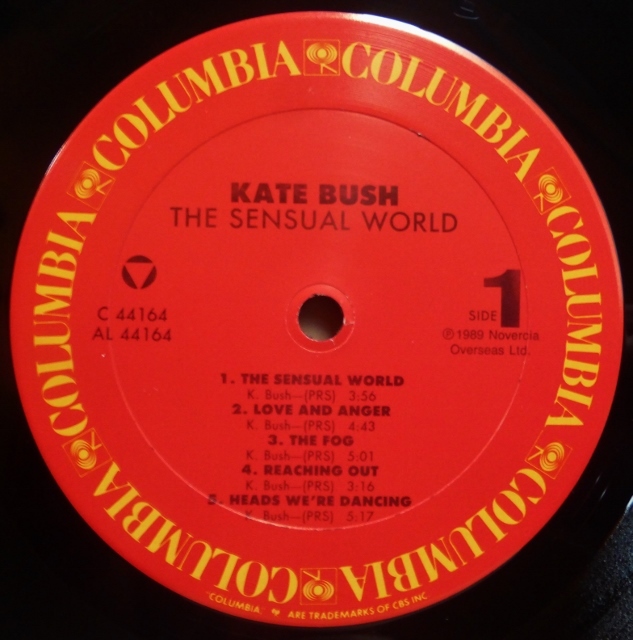 COLUMBIA COLUMBIA COLUMBIA COLUMBIA COLUMBIA COLUMBIA COLUMBIA COLUMBIA
KATE BUSH
THE SENSUAL WORLD
C 44164
AL 44164
SIDE 1
Ⓟ1989 Novercia
Overseas Ltd.
1. THE SENSUAL WORLD
K. Bush—(PRS) 3:56
2. LOVE AND ANGER
K. Bush—(PRS) 4:43
3. THE FOG
K. Bush—(PRS) 5:01
4. REACHING OUT
K. Bush—(PRS) 3:16
5. HEADS WE'RE DANCING
K. Bush—(PRS) 5:17
"COLUMBIA," ARE TRADEMARKS OF CBS INC